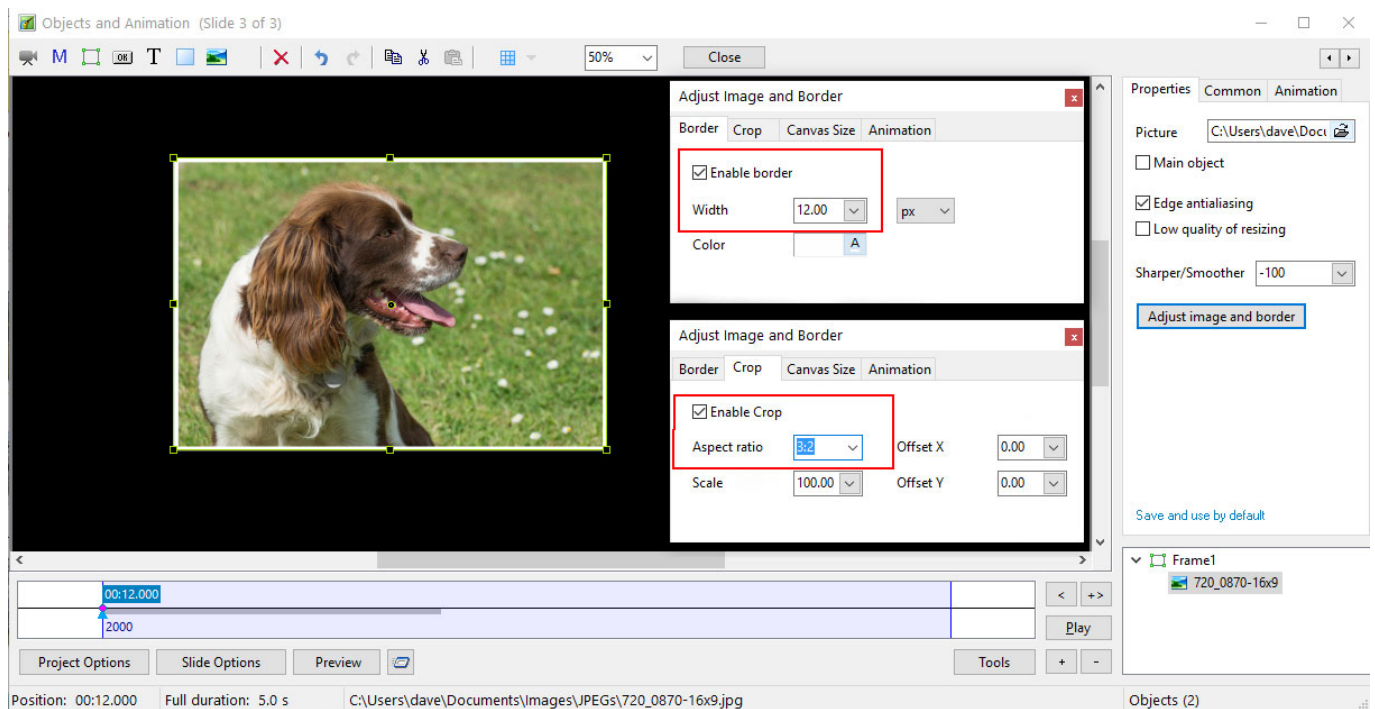 Objects and Animation (Slide 3 of 3)
M OK T 50% Close
Adjust Image and Border x
Border Crop Canvas Size Animation
Enable border
Width 12.00 px
Color A
Adjust Image and Border x
Border Crop Canvas Size Animation
Enable Crop
Aspect ratio 3:2 Offset X 0.00
Scale 100.00 Offset Y 0.00
Properties Common Animation
Picture C:\Users\dave\Docu
Main object
Edge antialiasing
Low quality of resizing
Sharper/Smoother -100
Adjust image and border
Save and use by default
Frame1
720_0870-16x9
00:12.000
2000
< +>
Play
Project Options Slide Options Preview Tools + -
Position: 00:12.000 Full duration: 5.0 s C:\Users\dave\Documents\Images\JPEGs\720_0870-16x9.jpg Objects (2)